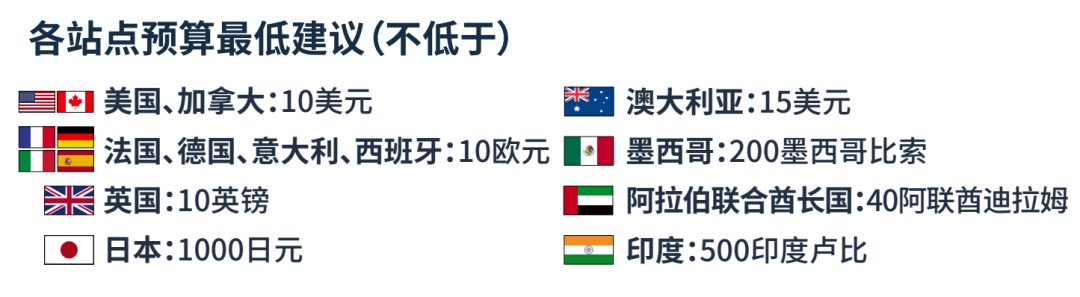 各站点预算最低建议（不低于）
美国、加拿大：10美元
法国、德国、意大利、西班牙：10欧元
英国：10英镑
日本：1000日元
澳大利亚：15美元
墨西哥：200墨西哥比索
阿拉伯联合酋长国：40阿联酋迪拉姆
印度：500印度卢比